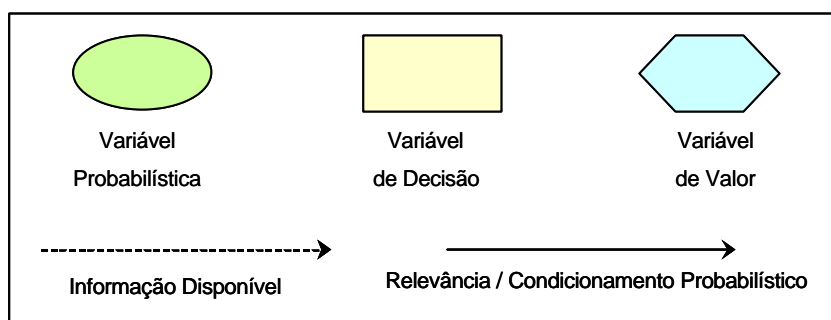 Variável
Probabilística
Variável
de Decisão
Variável
de Valor
Informação Disponível
Relevância / Condicionamento Probabilístico